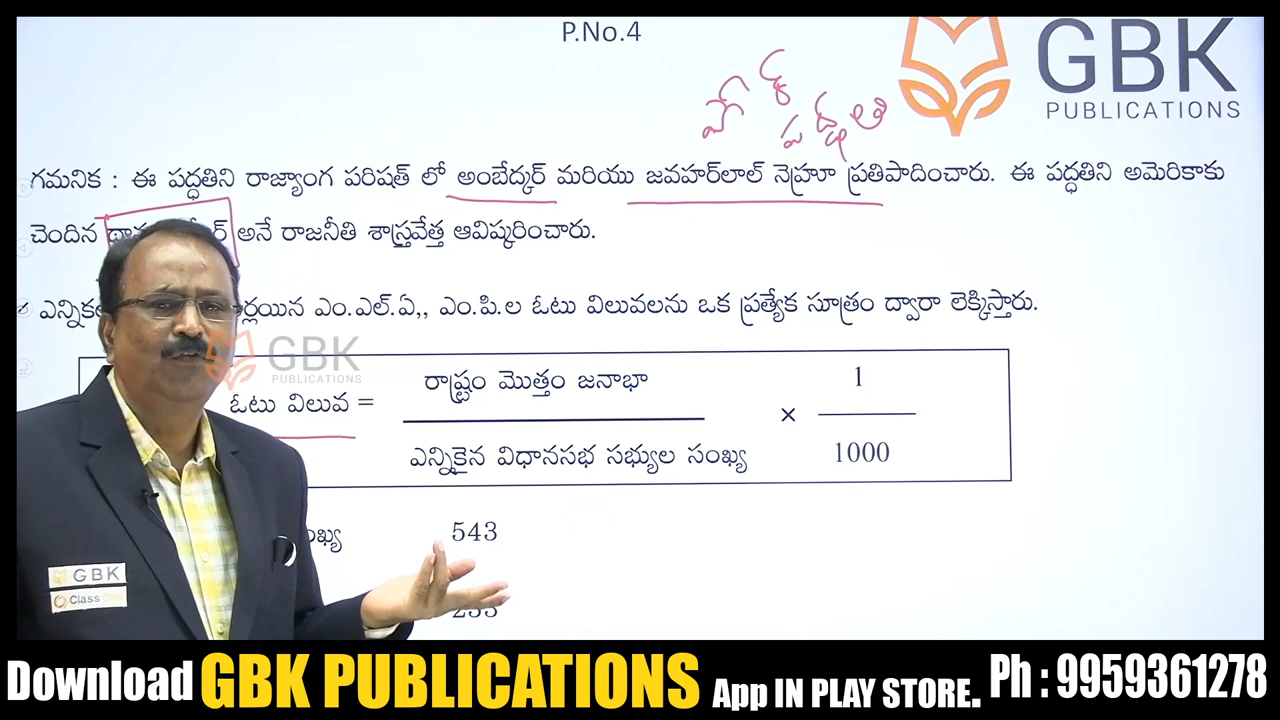 P.No.4
GBK
PUBLICATIONS
హేర్
పద్ధతి
గమనిక : ఈ పద్ధతిని రాజ్యాంగ పరిషత్ లో అంబేద్కర్ మరియు జవహర్‌లాల్ నెహ్రూ ప్రతిపాదించారు. ఈ పద్ధతిని అమెరికాకు
చెందిన అనే రాజనీతి శాస్త్రవేత్త ఆవిష్కరించారు.
ఎం.ఎల్.ఏ,, ఎం.పి.ల ఓటు విలువలను ఒక ప్రత్యేక సూత్రం ద్వారా లెక్కిస్తారు.
GBK
PUBLICATIONS
రాష్ట్రం మొత్తం జనాభా 1
ఓటు విలువ = ×
ఎన్నికైన విధానసభ సభ్యుల సంఖ్య 1000
543
GBK
Class
Download GBK PUBLICATIONS App IN PLAY STORE. Ph : 9959361278